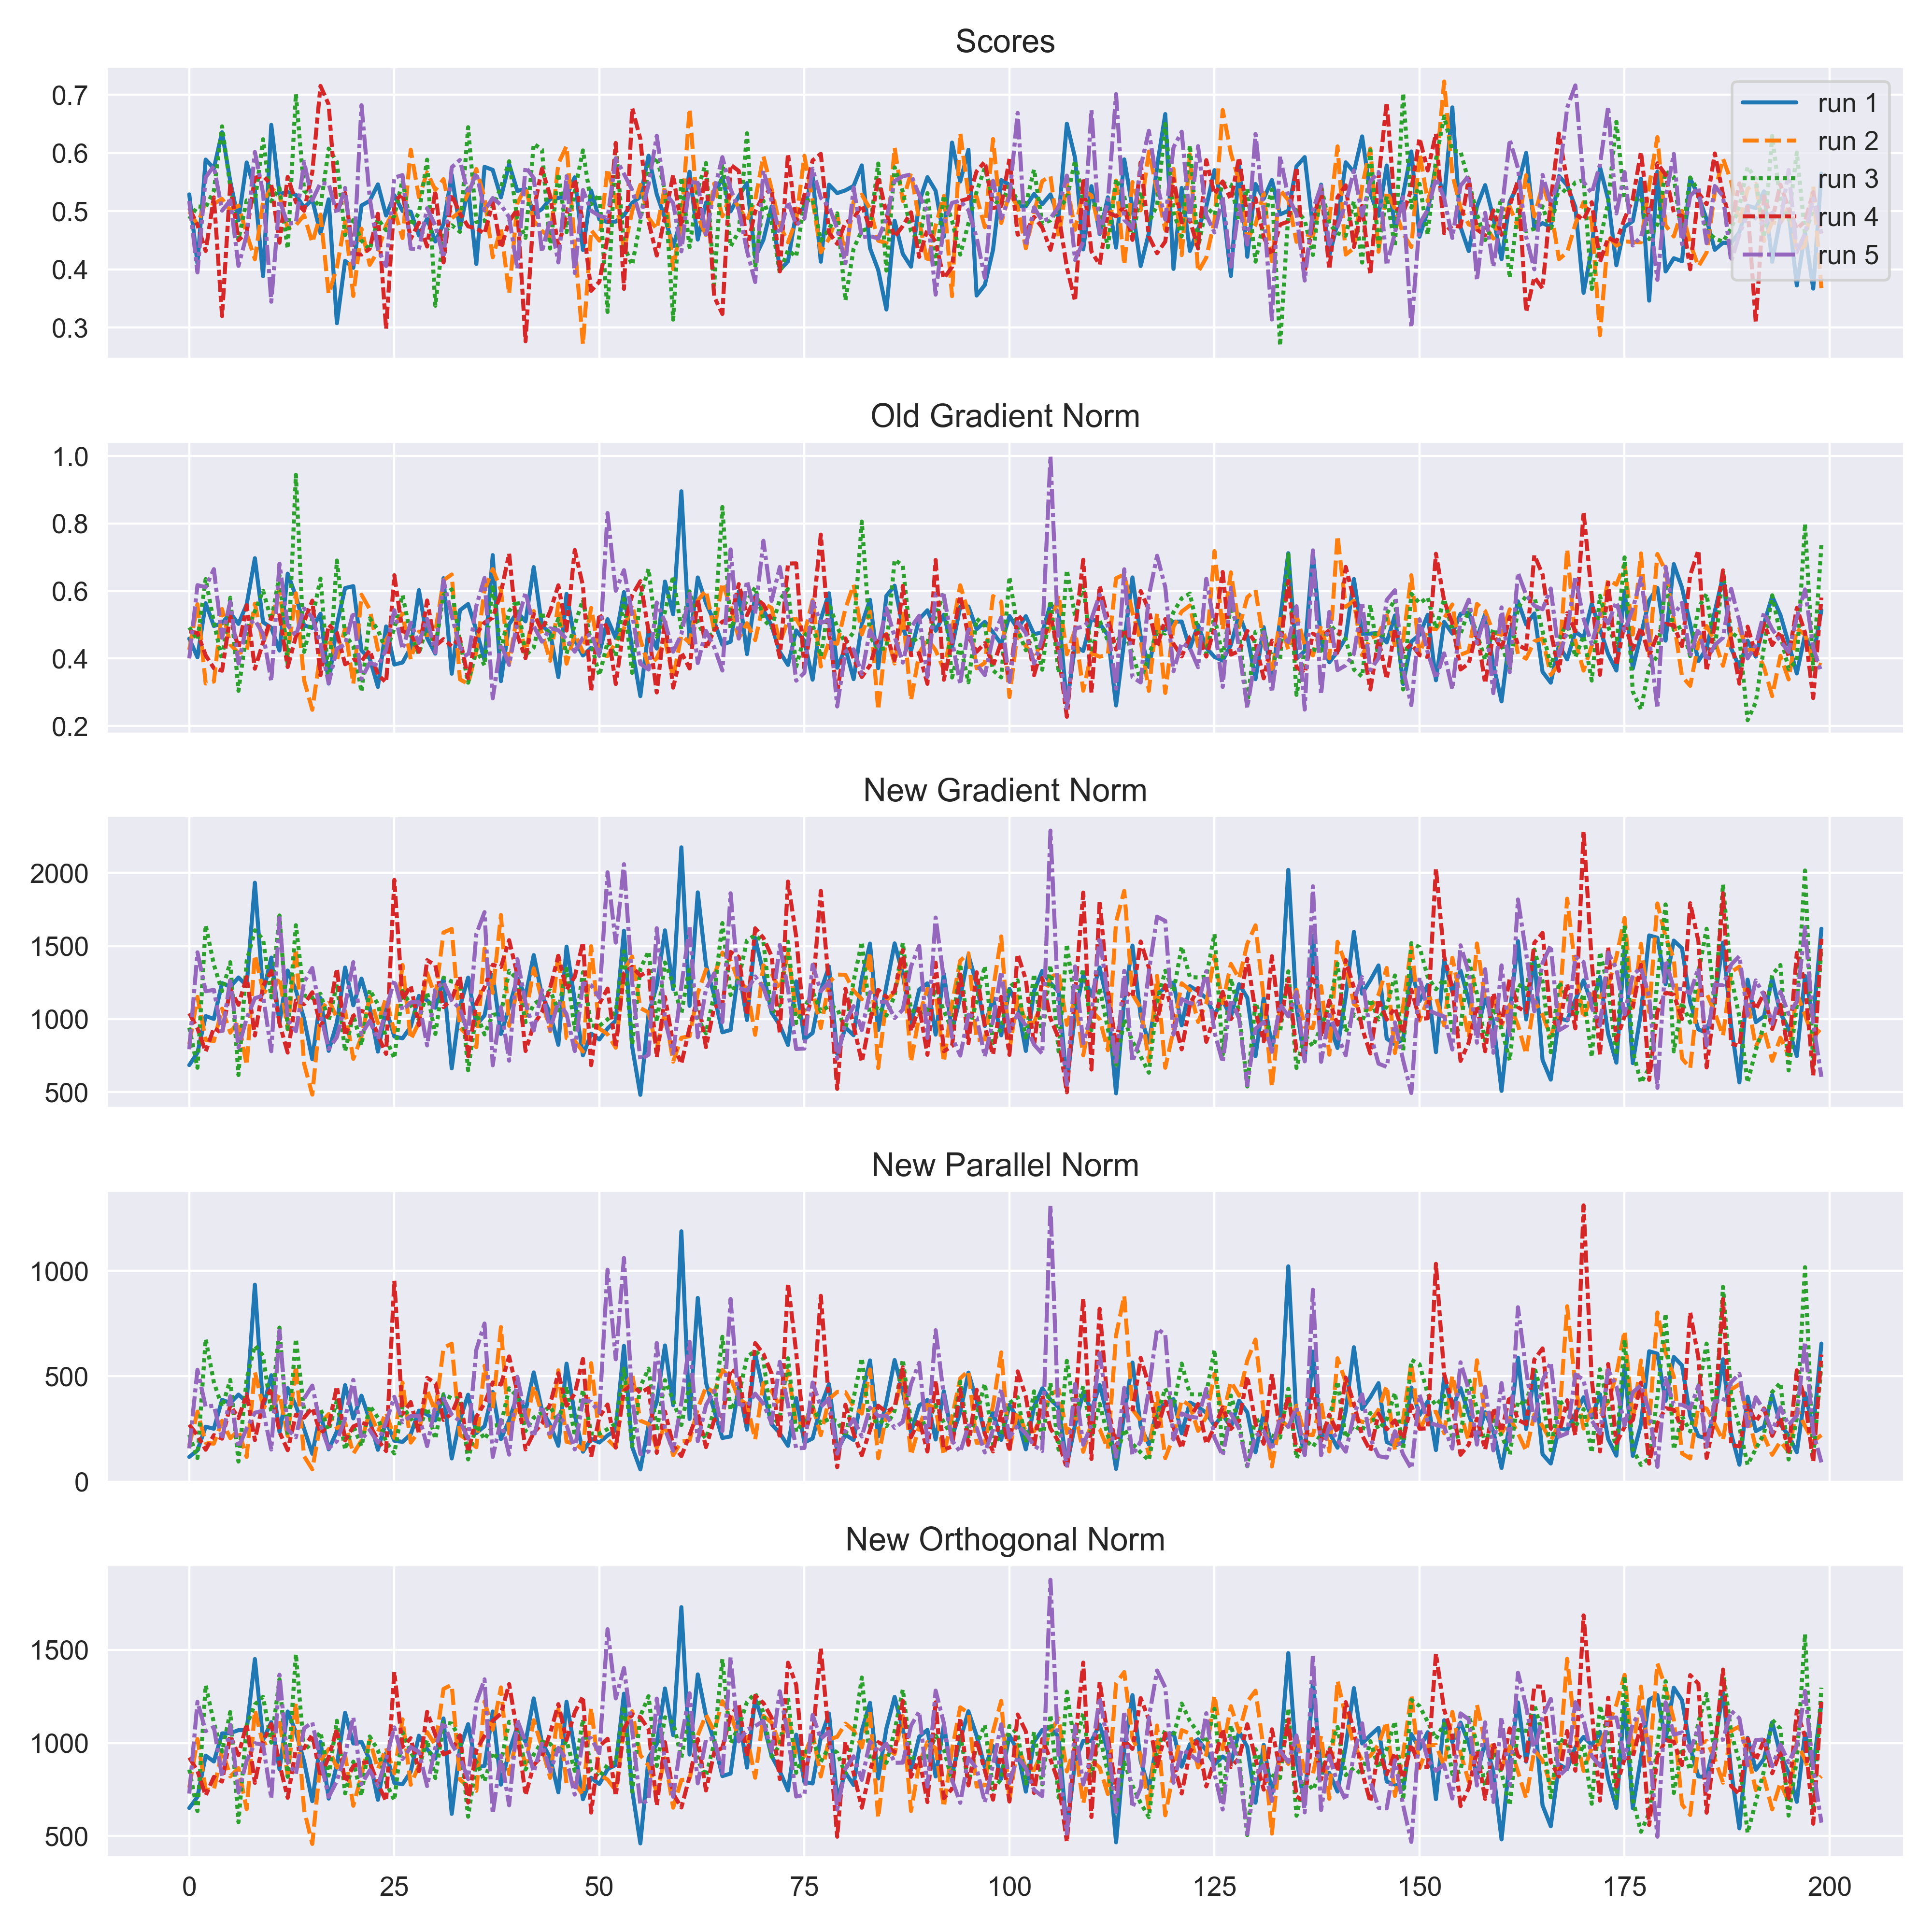 Scores
0.7
0.6
0.5
0.4
0.3
run 1
run 2
run 3
run 4
run 5
Old Gradient Norm
1.0
0.8
0.6
0.4
0.2
New Gradient Norm
2000
1500
1000
500
New Parallel Norm
1000
500
0
New Orthogonal Norm
1500
1000
500
0 25 50 75 100 125 150 175 200